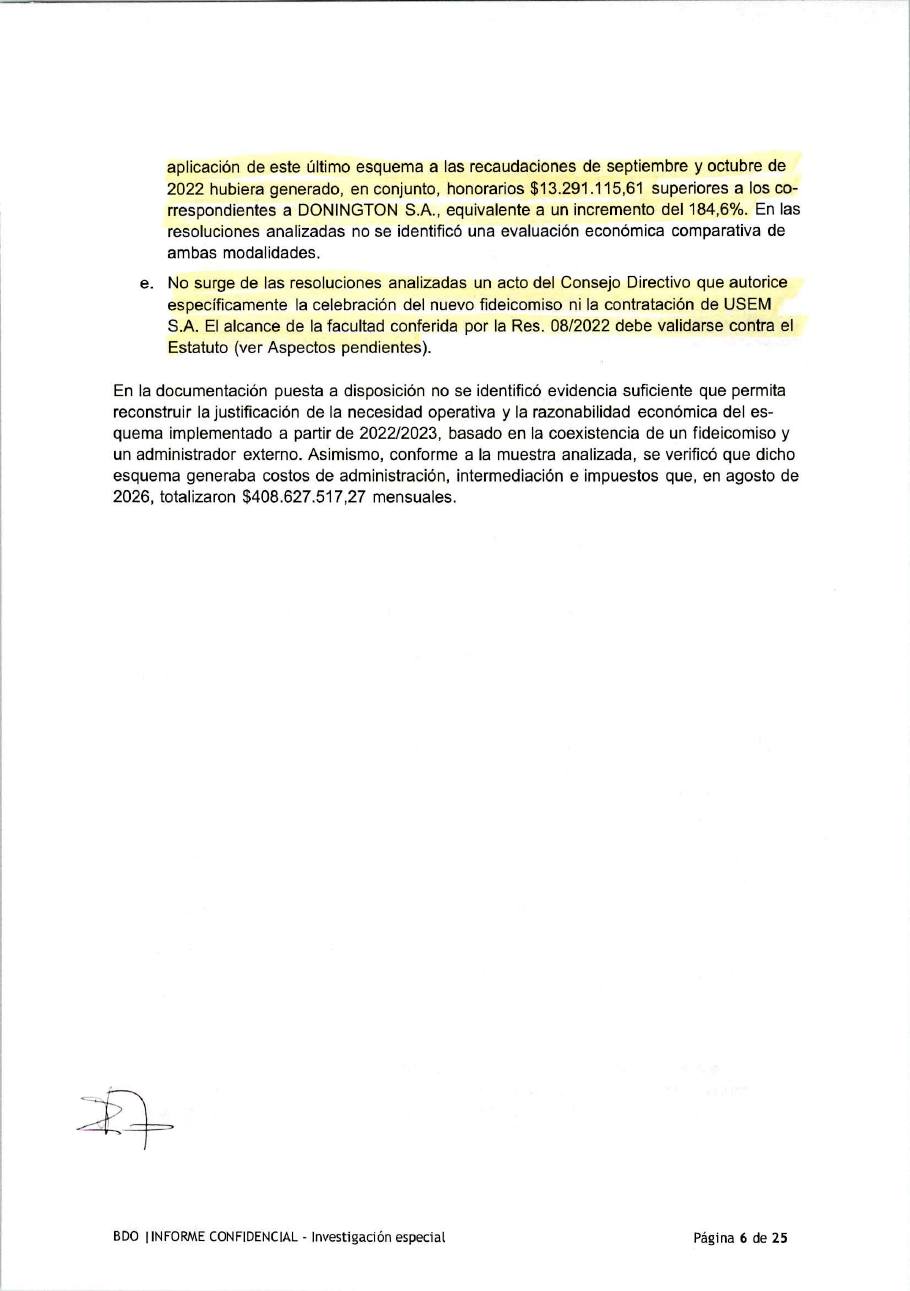 aplicación de este último esquema a las recaudaciones de septiembre y octubre de
2022 hubiera generado, en conjunto, honorarios $13.291.115,61 superiores a los co-
rrespondientes a DONINGTON S.A., equivalente a un incremento del 184,6%. En las
resoluciones analizadas no se identificó una evaluación económica comparativa de
ambas modalidades.
e. No surge de las resoluciones analizadas un acto del Consejo Directivo que autorice
específicamente la celebración del nuevo fideicomiso ni la contratación de USEM
S.A. El alcance de la facultad conferida por la Res. 08/2022 debe validarse contra el
Estatuto (ver Aspectos pendientes).
En la documentación puesta a disposición no se identificó evidencia suficiente que permita
reconstruir la justificación de la necesidad operativa y la razonabilidad económica del es-
quema implementado a partir de 2022/2023, basado en la coexistencia de un fideicomiso y
un administrador externo. Asimismo, conforme a la muestra analizada, se verificó que dicho
esquema generaba costos de administración, intermediación e impuestos que, en agosto de
2026, totalizaron $408.627.517,27 mensuales.
BDO | INFORME CONFIDENCIAL - Investigación especial
Página 6 de 25